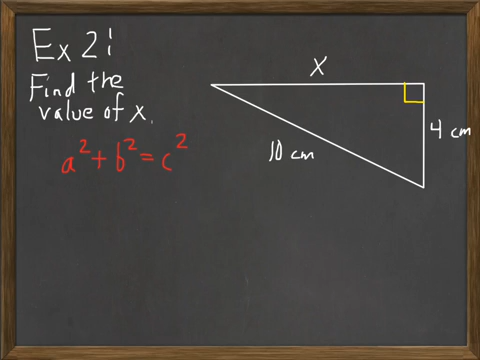 Ex 2:
Find the
value of x.
a² + b² = c²
x
4 cm
10 cm